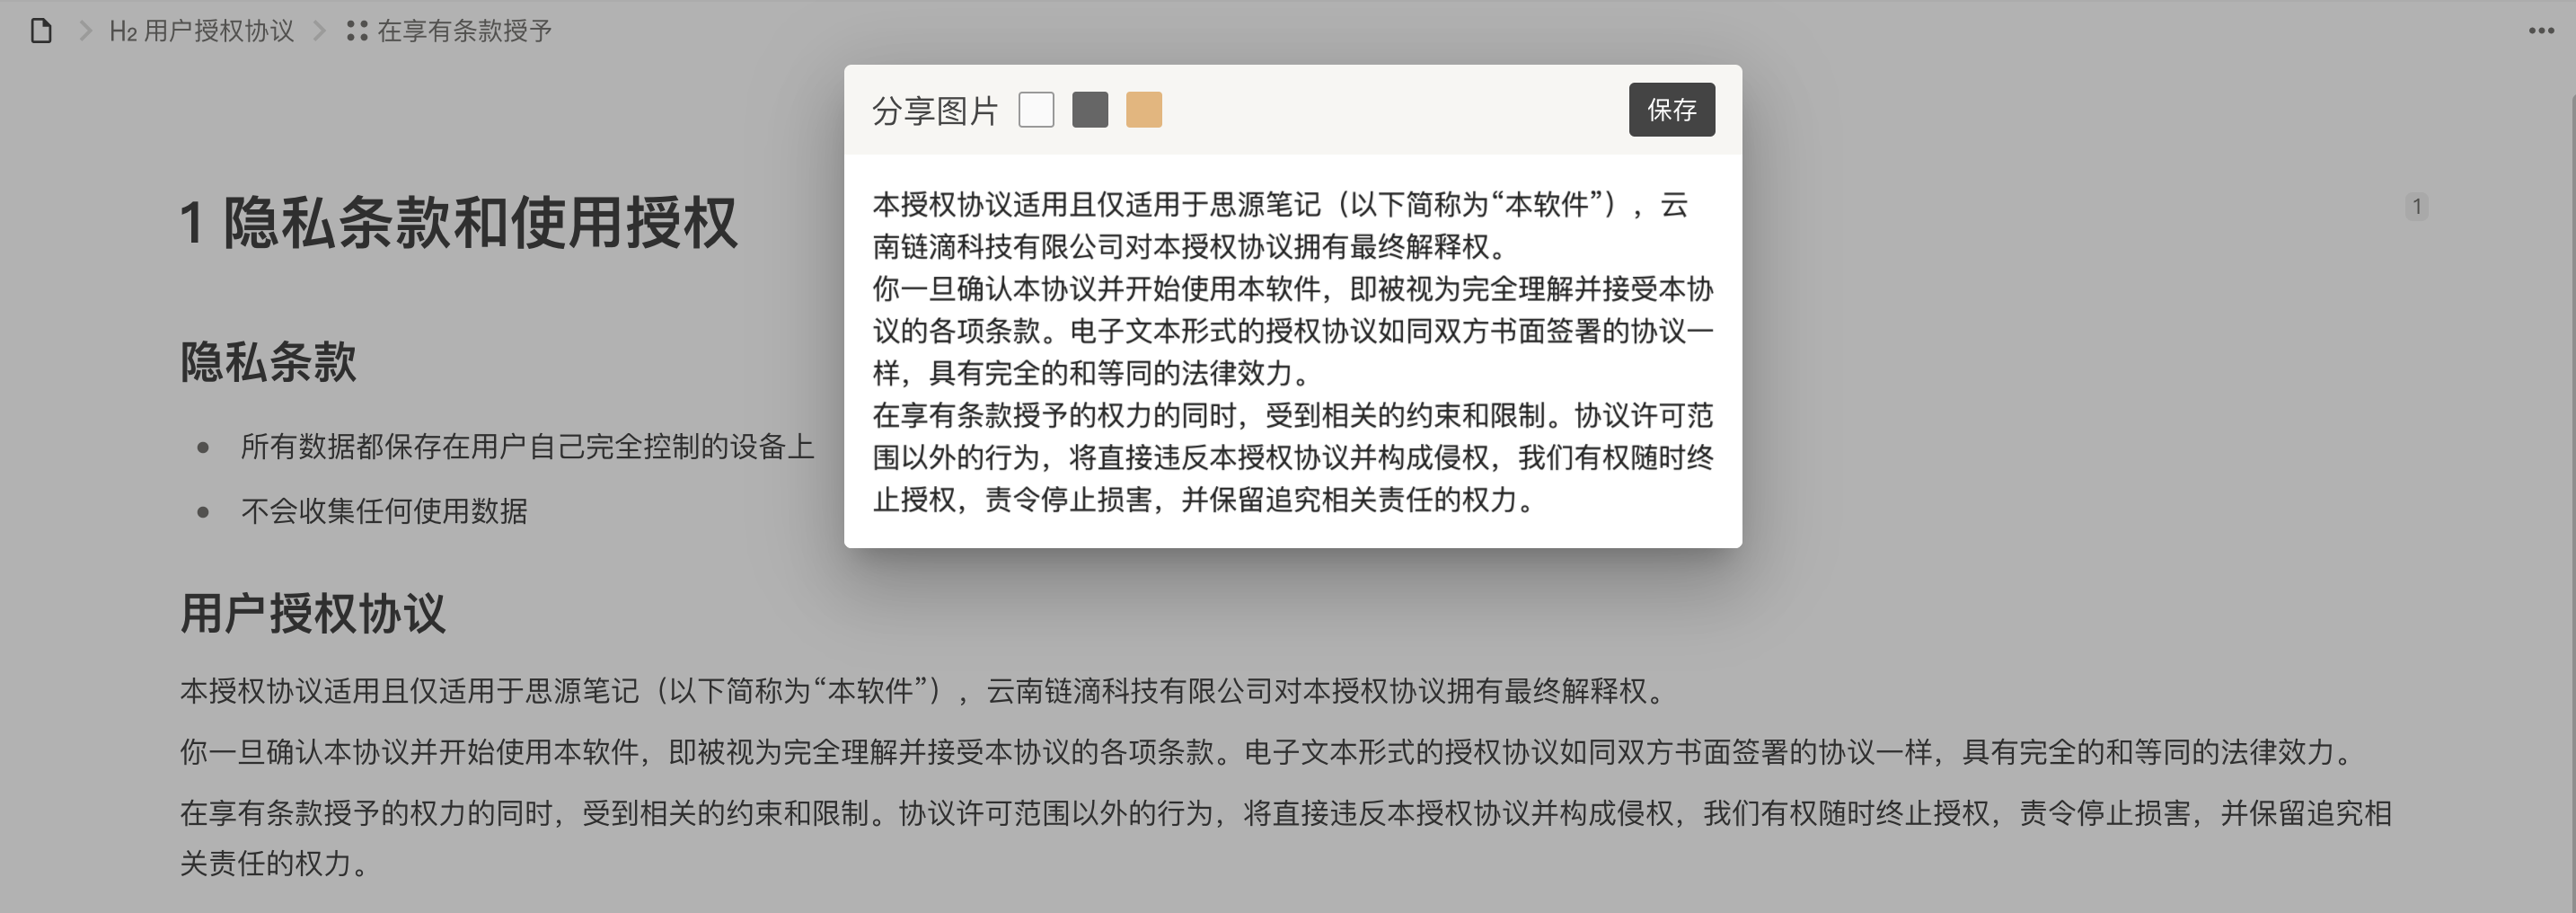 H2 用户授权协议 在享有条款授予
分享图片
保存
本授权协议适用且仅适用于思源笔记（以下简称为“本软件”），云
南链滴科技有限公司对本授权协议拥有最终解释权。
你一旦确认本协议并开始使用本软件，即被视为完全理解并接受本协
议的各项条款。电子文本形式的授权协议如同双方书面签署的协议一
样，具有完全的和等同的法律效力。
在享有条款授予的权力的同时，受到相关的约束和限制。协议许可范
围以外的行为，将直接违反本授权协议并构成侵权，我们有权随时终
止授权，责令停止损害，并保留追究相关责任的权力。
1 隐私条款和使用授权
1
隐私条款
所有数据都保存在用户自己完全控制的设备上
不会收集任何使用数据
用户授权协议
本授权协议适用且仅适用于思源笔记（以下简称为“本软件”），云南链滴科技有限公司对本授权协议拥有最终解释权。
你一旦确认本协议并开始使用本软件，即被视为完全理解并接受本协议的各项条款。电子文本形式的授权协议如同双方书面签署的协议一样，具有完全的和等同的法律效力。
在享有条款授予的权力的同时，受到相关的约束和限制。协议许可范围以外的行为，将直接违反本授权协议并构成侵权，我们有权随时终止授权，责令停止损害，并保留追究相
关责任的权力。